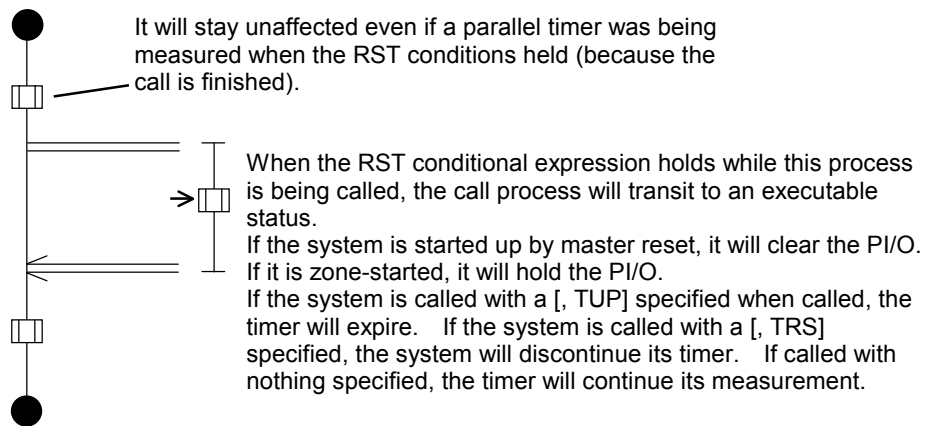 It will stay unaffected even if a parallel timer was being
measured when the RST conditions held (because the
call is finished).
When the RST conditional expression holds while this process
is being called, the call process will transit to an executable
status.
If the system is started up by master reset, it will clear the PI/O.
If it is zone-started, it will hold the PI/O.
If the system is called with a [, TUP] specified when called, the
timer will expire. If the system is called with a [, TRS]
specified, the system will discontinue its timer. If called with
nothing specified, the timer will continue its measurement.